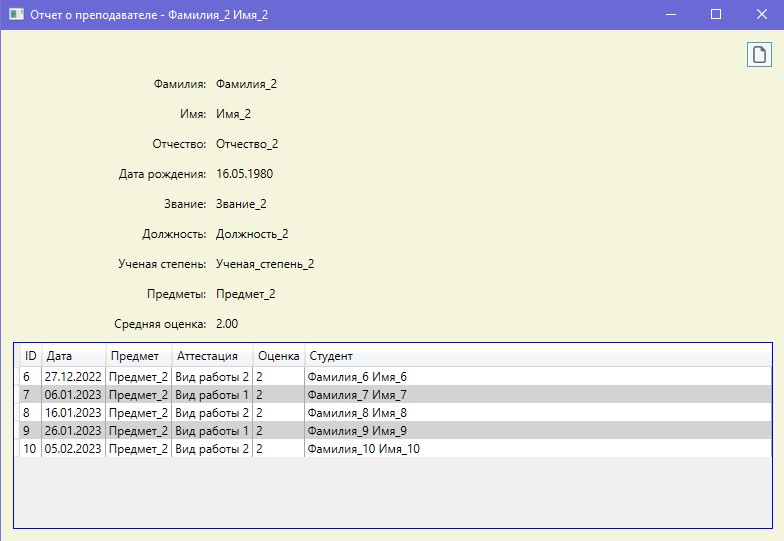 Отчет о преподавателе - Фамилия_2 Имя_2
Фамилия: Фамилия_2
Имя: Имя_2
Отчество: Отчество_2
Дата рождения: 16.05.1980
Звание: Звание_2
Должность: Должность_2
Ученая степень: Ученая_степень_2
Предметы: Предмет_2
Средняя оценка: 2.00
ID Дата Предмет Аттестация Оценка Студент
6 27.12.2022 Предмет_2 Вид работы 2 2 Фамилия_6 Имя_6
7 06.01.2023 Предмет_2 Вид работы 1 2 Фамилия_7 Имя_7
8 16.01.2023 Предмет_2 Вид работы 2 2 Фамилия_8 Имя_8
9 26.01.2023 Предмет_2 Вид работы 1 2 Фамилия_9 Имя_9
10 05.02.2023 Предмет_2 Вид работы 2 2 Фамилия_10 Имя_10